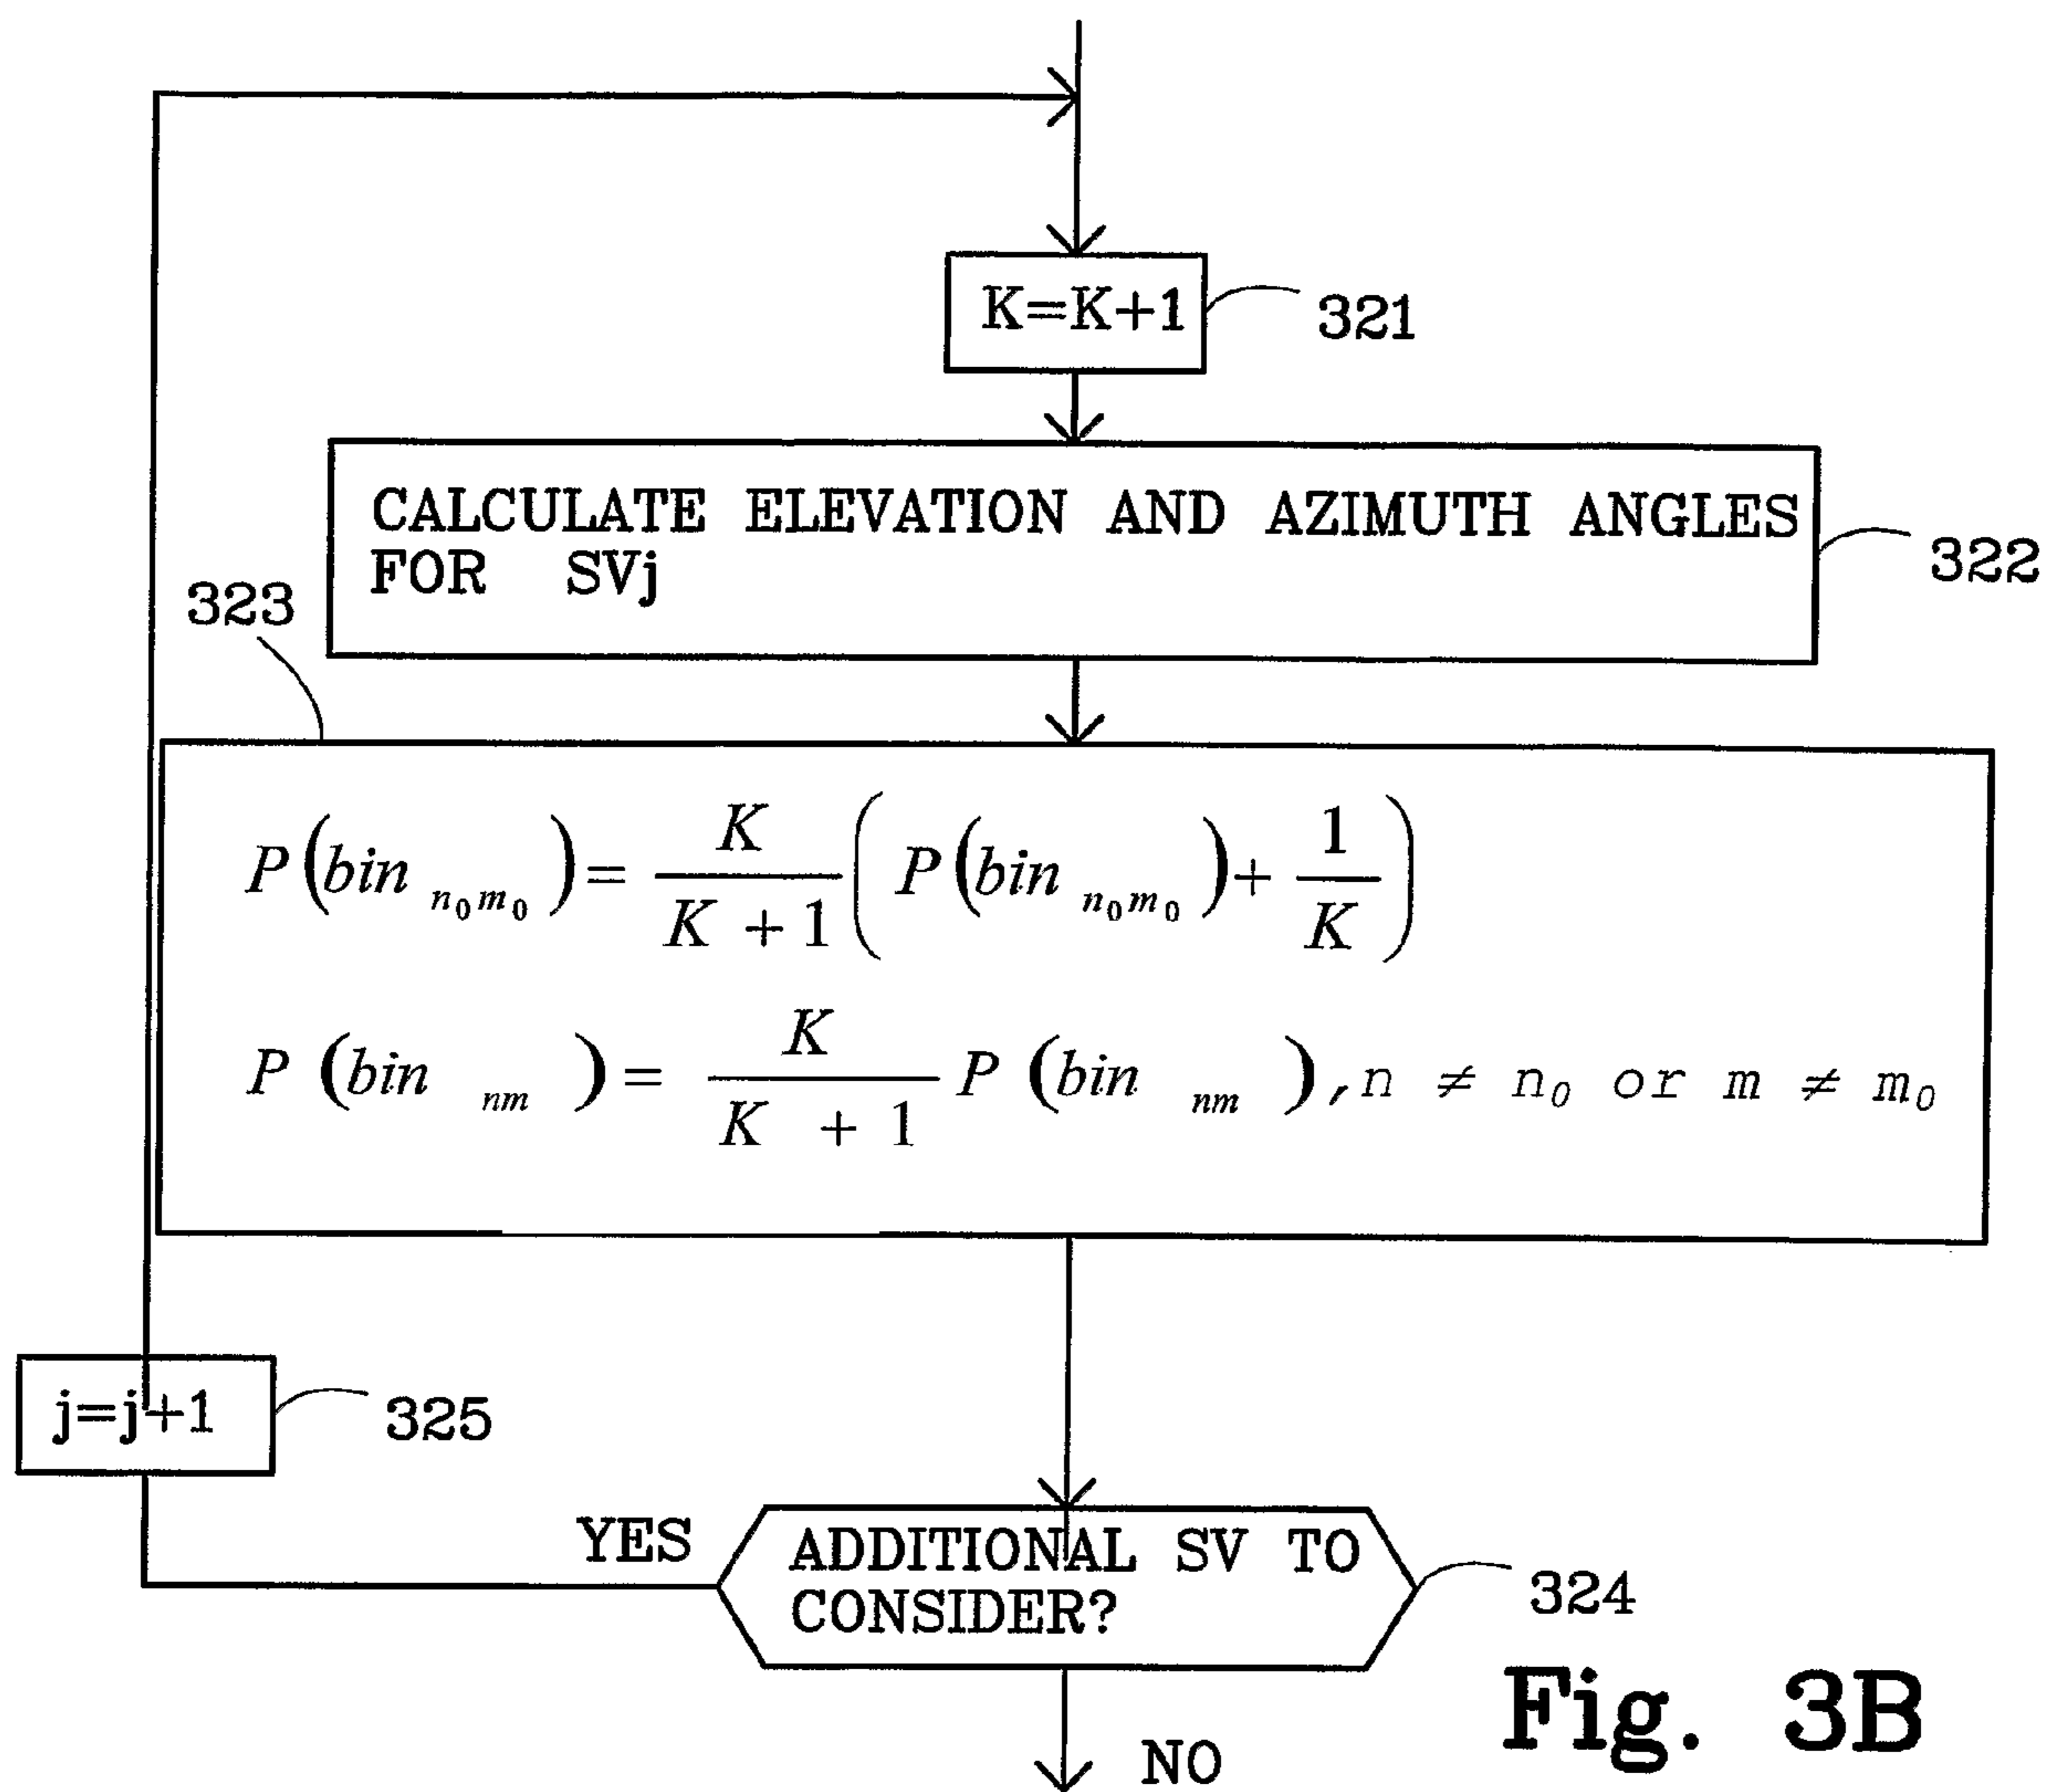 K=K+1
321
CALCULATE ELEVATION AND AZIMUTH ANGLES
FOR SVj
322
323
P(bin n₀m₀) = K/(K + 1) (P(bin n₀m₀) + 1/K)
P(bin nm) = K/(K + 1) P(bin nm), n ≠ n₀ or m ≠ m₀
j=j+1
325
YES
ADDITIONAL SV TO
CONSIDER?
324
NO
Fig. 3B